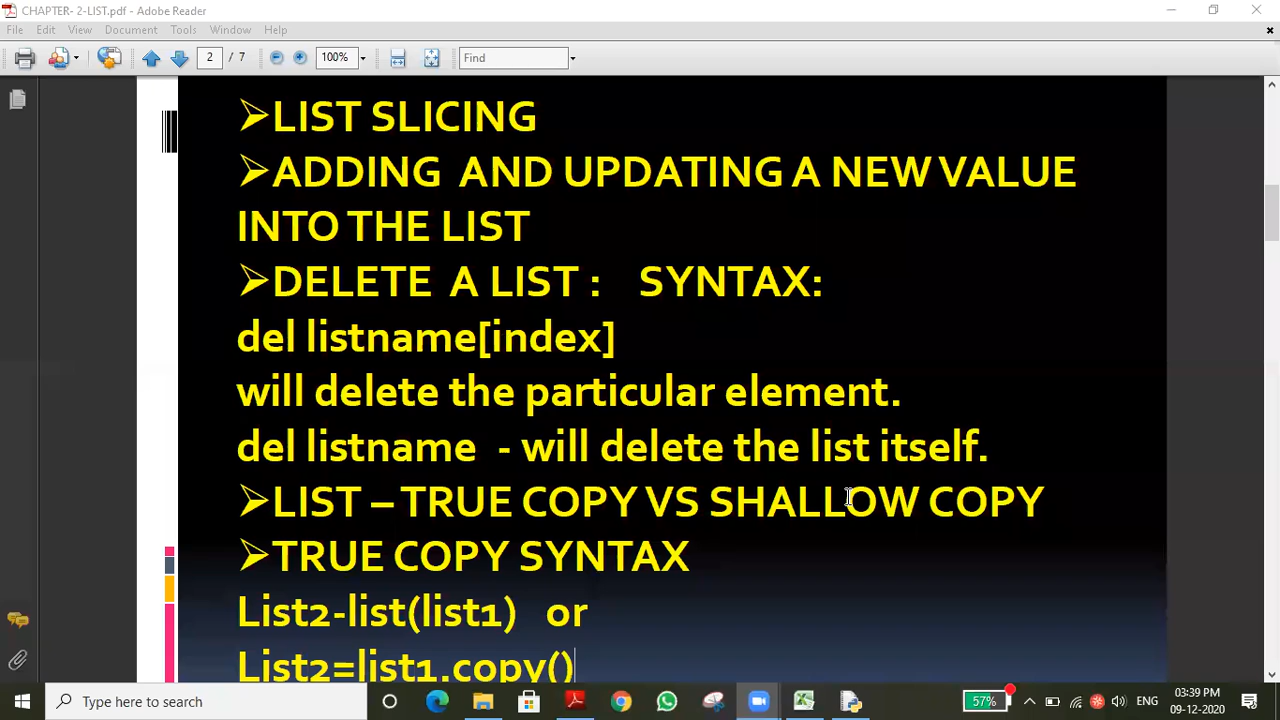 CHAPTER- 2-LIST.pdf - Adobe Reader
File Edit View Document Tools Window Help
2 / 7 100% Find
➢LIST SLICING
➢ADDING AND UPDATING A NEW VALUE
INTO THE LIST
➢DELETE A LIST : SYNTAX:
del listname[index]
will delete the particular element.
del listname - will delete the list itself.
➢LIST – TRUE COPY VS SHALLOW COPY
➢TRUE COPY SYNTAX
List2-list(list1) or
List2=list1.copy()
Type here to search
57%
ENG
03:39 PM
09-12-2020